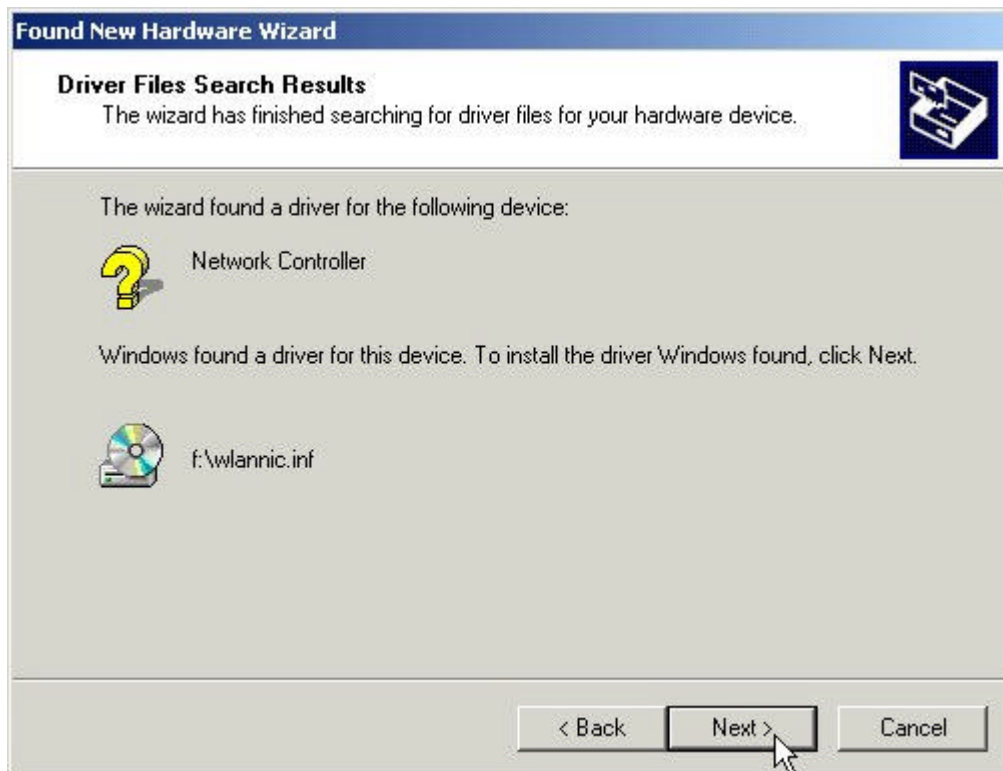 Found New Hardware Wizard
Driver Files Search Results
The wizard has finished searching for driver files for your hardware device.
The wizard found a driver for the following device:
Network Controller
Windows found a driver for this device. To install the driver Windows found, click Next.
f:\wlannic.inf
< Back
Next >
Cancel